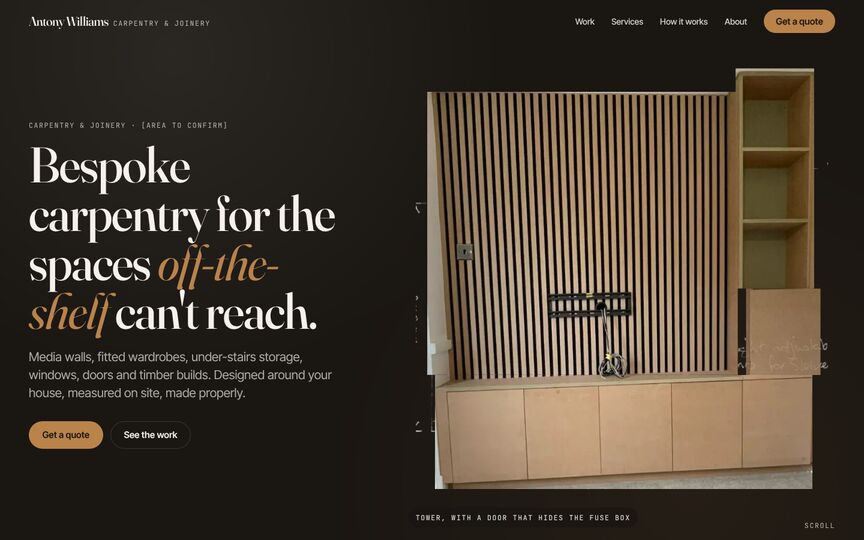 Antony Williams CARPENTRY & JOINERY
Work Services How it works About Get a quote
CARPENTRY & JOINERY · [AREA TO CONFIRM]
Bespoke
carpentry for the
spaces off-the-
shelf can't reach.
Media walls, fitted wardrobes, under-stairs storage,
windows, doors and timber builds. Designed around your
house, measured on site, made properly.
Get a quote See the work
for
TOWER, WITH A DOOR THAT HIDES THE FUSE BOX
SCROLL